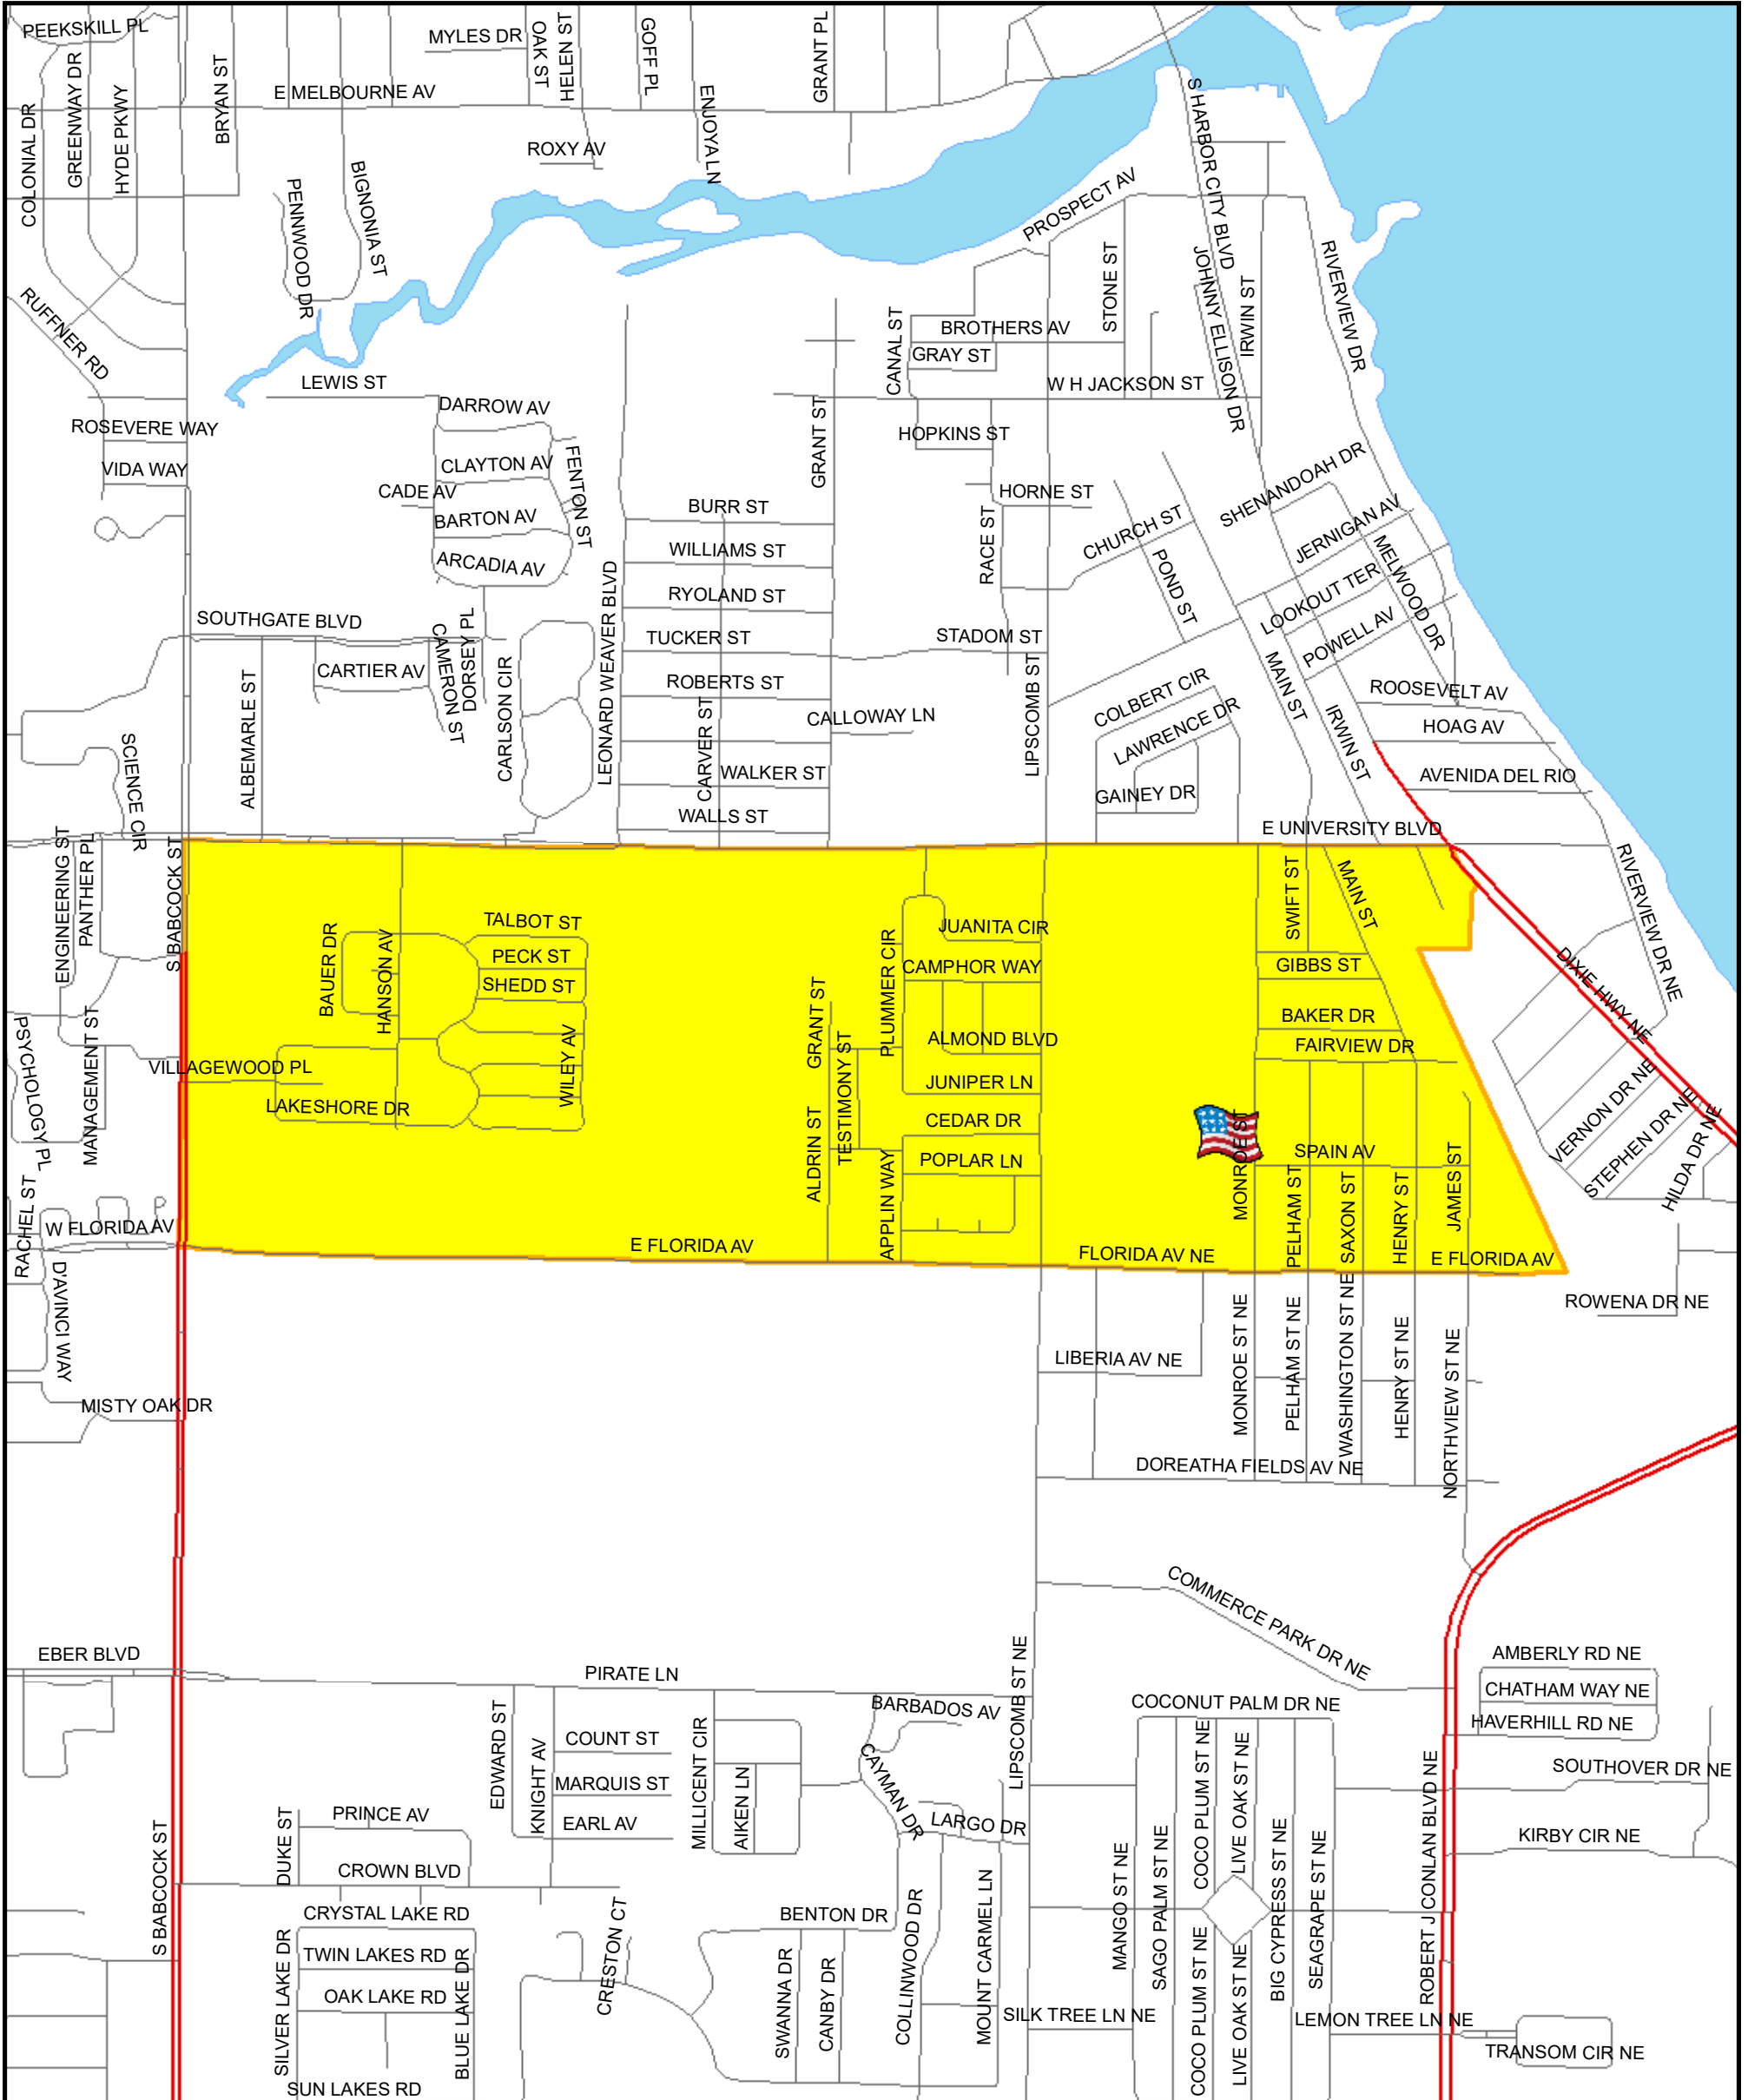 PEEKSKILL PL
MYLES DR
OAK ST
HELEN ST
GOFF PL
GRANT PL
COLONIAL DR
GREENWAY DR
HYDE PKWY
BRYAN ST
E MELBOURNE AV
ENJOYA LN
S HARBOR CITY BLVD
ROXY AV
PENNWOOD DR
BIGNONIA ST
PROSPECT AV
STONE ST
JOHNNY ELLISON DR
IRWIN ST
RIVERVIEW DR
RUFFNER RD
CANAL ST
BROTHERS AV
GRAY ST
LEWIS ST
W H JACKSON ST
DARROW AV
GRANT ST
HOPKINS ST
ROSEVERE WAY
VIDA WAY
CLAYTON AV
FENTON ST
CADE AV
BARTON AV
ARCADIA AV
BURR ST
WILLIAMS ST
RYOLAND ST
HORNE ST
RACE ST
CHURCH ST
POND ST
SHENANDOAH DR
JERNIGAN AV
MELWOOD DR
LOOKOUT TER
POWELL AV
SOUTHGATE BLVD
CARTIER AV
CAMERON ST
DORSEY PL
CARLSON CIR
LEONARD WEAVER BLVD
TUCKER ST
STADOM ST
ROBERTS ST
CARVER ST
CALLOWAY LN
LIPSCOMB ST
COLBERT CIR
LAWRENCE DR
GAINEY DR
MAIN ST
IRWIN ST
ROOSEVELT AV
HOAG AV
AVENIDA DEL RIO
ALBEMARLE ST
SCIENCE CIR
WALKER ST
WALLS ST
E UNIVERSITY BLVD
RIVERVIEW DR NE
ENGINEERING ST
PANTHER PL
S BABCOCK ST
SWIFT ST
MAIN ST
TALBOT ST
PECK ST
SHEDD ST
BAUER DR
HANSON AV
JUANITA CIR
PLUMMER CIR
CAMPHOR WAY
GIBBS ST
DIXIE HWY NE
GRANT ST
TESTIMONY ST
ALMOND BLVD
BAKER DR
FAIRVIEW DR
PSYCHOLOGY PL
MANAGEMENT ST
VILLAGEWOOD PL
LAKESHORE DR
WILEY AV
JUNIPER LN
CEDAR DR
POPLAR LN
ALDRIN ST
APPLIN WAY
MONROE ST
SPAIN AV
PELHAM ST
SAXON ST
HENRY ST
JAMES ST
VERNON DR NE
STEPHEN DR NE
HILDA DR NE
RACHEL ST
W FLORIDA AV
E FLORIDA AV
FLORIDA AV NE
E FLORIDA AV
D'AVINCI WAY
MISTY OAK DR
ROWENA DR NE
LIBERIA AV NE
MONROE ST NE
PELHAM ST NE
WASHINGTON ST NE
HENRY ST NE
NORTHVIEW ST NE
DOREATHA FIELDS AV NE
COMMERCE PARK DR NE
EBER BLVD
PIRATE LN
LIPSCOMB ST NE
AMBERLY RD NE
CHATHAM WAY NE
HAVERHILL RD NE
EDWARD ST
KNIGHT AV
COUNT ST
MARQUIS ST
EARL AV
MILLICENT CIR
AIKEN LN
BARBADOS AV
CAYMAN DR
LARGO DR
COCONUT PALM DR NE
COCO PLUM ST NE
LIVE OAK ST NE
SOUTHOVER DR NE
KIRBY CIR NE
S BABCOCK ST
DUKE ST
PRINCE AV
CROWN BLVD
CRYSTAL LAKE RD
TWIN LAKES RD
OAK LAKE RD
SILVER LAKE DR
BLUE LAKE DR
SUN LAKES RD
CRESTON CT
BENTON DR
SWANNA DR
CANBY DR
COLLINWOOD DR
MOUNT CARMEL LN
MANGO ST NE
SAGO PALM ST NE
BIG CYPRESS ST NE
SEAGRAPE ST NE
ROBERT J CONLAN BLVD NE
SILK TREE LN NE
COCO PLUM ST NE
LIVE OAK ST NE
LEMON TREE LN NE
TRANSOM CIR NE